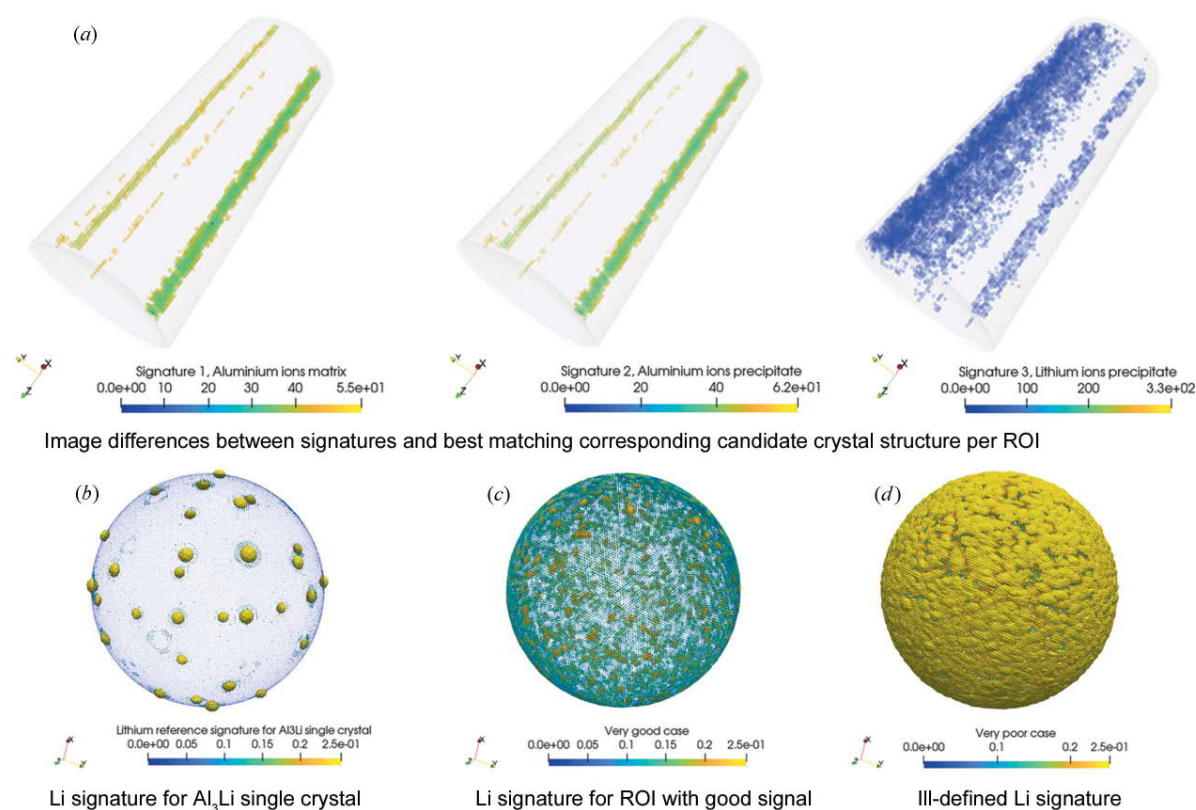 (a)
Y X Z
Signature 1, Aluminium ions matrix
0.0e+00 10 20 30 40 5.5e+01
Y X Z
Signature 2, Aluminium ions precipitate
0.0e+00 20 40 6.2e+01
Y X Z
Signature 3, Lithium ions precipitate
0.0e+00 100 200 3.3e+02
Image differences between signatures and best matching corresponding candidate crystal structure per ROI
(b)
(c)
(d)
X Z Y
Lithium reference signature for Al3Li single crystal
0.0e+00 0.05 0.1 0.15 0.2 2.5e-01
X Z Y
Very good case
0.0e+00 0.05 0.1 0.15 0.2 2.5e-01
X Z Y
Very poor case
0.0e+00 0.1 0.2 2.5e-01
Li signature for Al₃Li single crystal
Li signature for ROI with good signal
Ill-defined Li signature